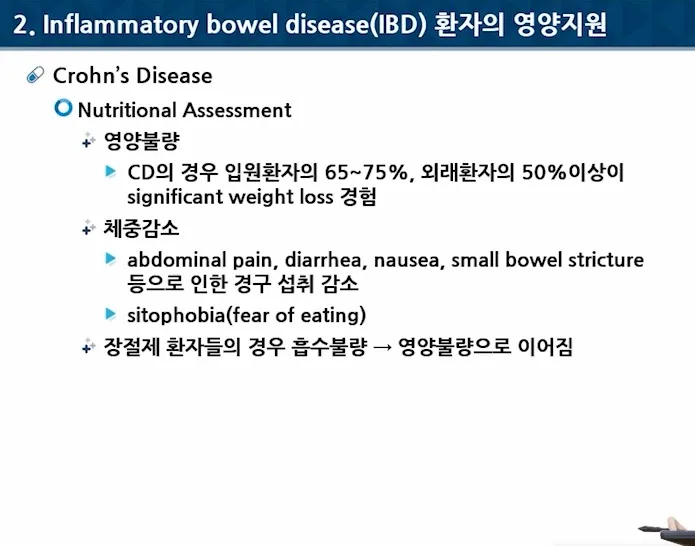 2. Inflammatory bowel disease(IBD) 환자의 영양지원
Crohn's Disease
Nutritional Assessment
영양불량
CD의 경우 입원환자의 65~75%, 외래환자의 50%이상이
significant weight loss 경험
체중감소
abdominal pain, diarrhea, nausea, small bowel stricture
등으로 인한 경구 섭취 감소
sitophobia(fear of eating)
장절제 환자들의 경우 흡수불량 → 영양불량으로 이어짐